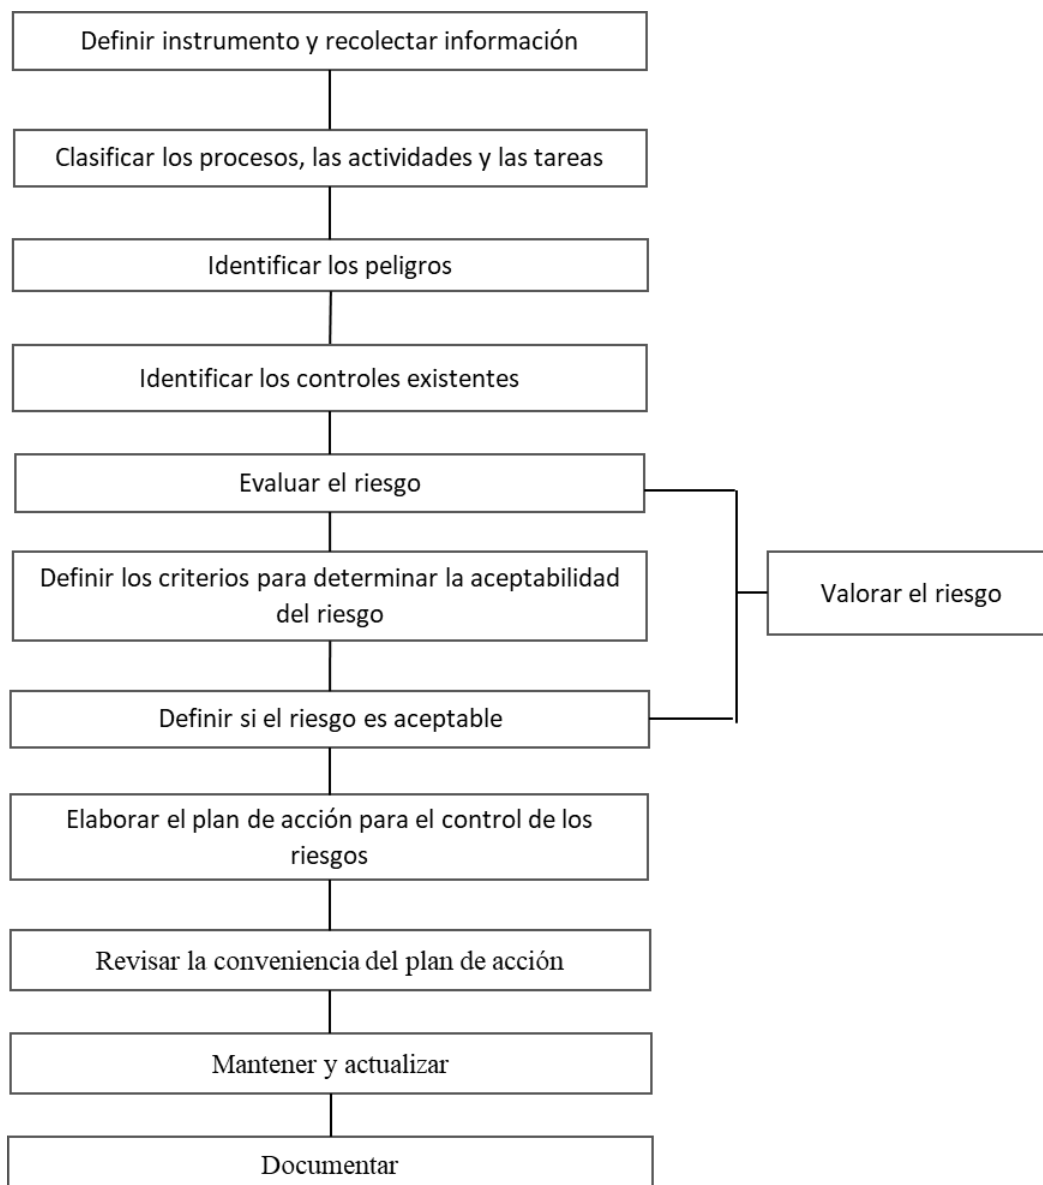 Definir instrumento y recolectar información
Clasificar los procesos, las actividades y las tareas
Identificar los peligros
Identificar los controles existentes
Evaluar el riesgo
Definir los criterios para determinar la aceptabilidad
del riesgo
Valorar el riesgo
Definir si el riesgo es aceptable
Elaborar el plan de acción para el control de los
riesgos
Revisar la conveniencia del plan de acción
Mantener y actualizar
Documentar